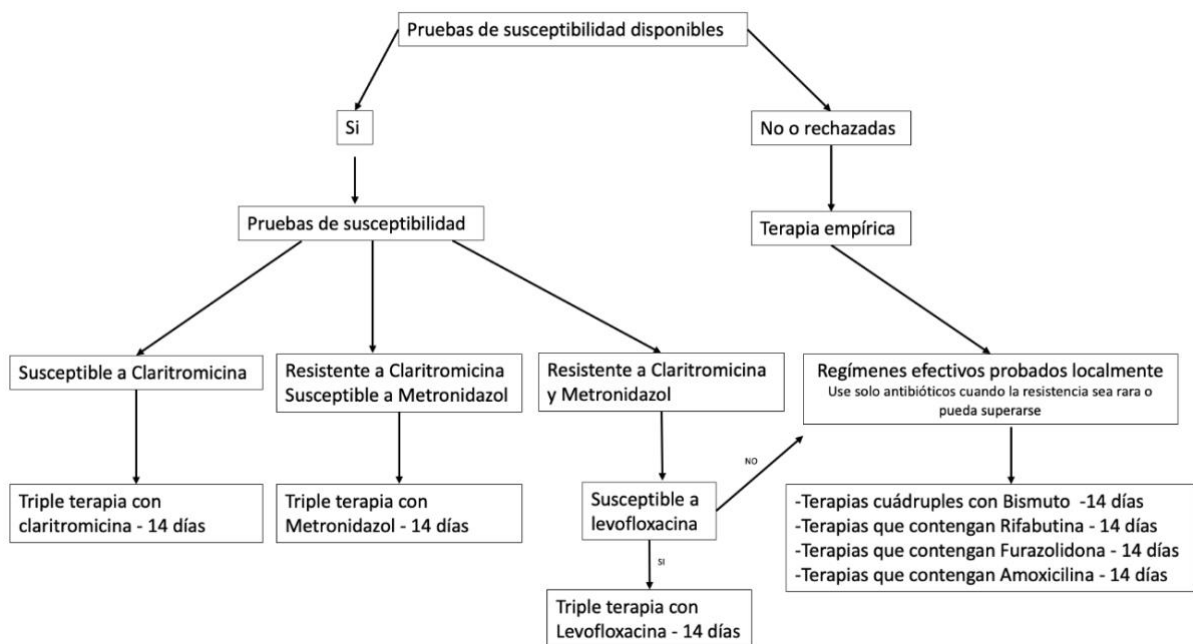 Pruebas de susceptibilidad disponibles
Si
No o rechazadas
Pruebas de susceptibilidad
Terapia empírica
Susceptible a Claritromicina
Resistente a Claritromicina
Susceptible a Metronidazol
Resistente a Claritromicina
y Metronidazol
Regímenes efectivos probados localmente
Use solo antibióticos cuando la resistencia sea rara o
pueda superarse
NO
Triple terapia con
claritromicina - 14 días
Triple terapia con
Metronidazol - 14 días
Susceptible a
levofloxacina
-Terapias cuádruples con Bismuto -14 días
-Terapias que contengan Rifabutina - 14 días
-Terapias que contengan Furazolidona - 14 días
-Terapias que contengan Amoxicilina - 14 días
SI
Triple terapia con
Levofloxacina - 14 días